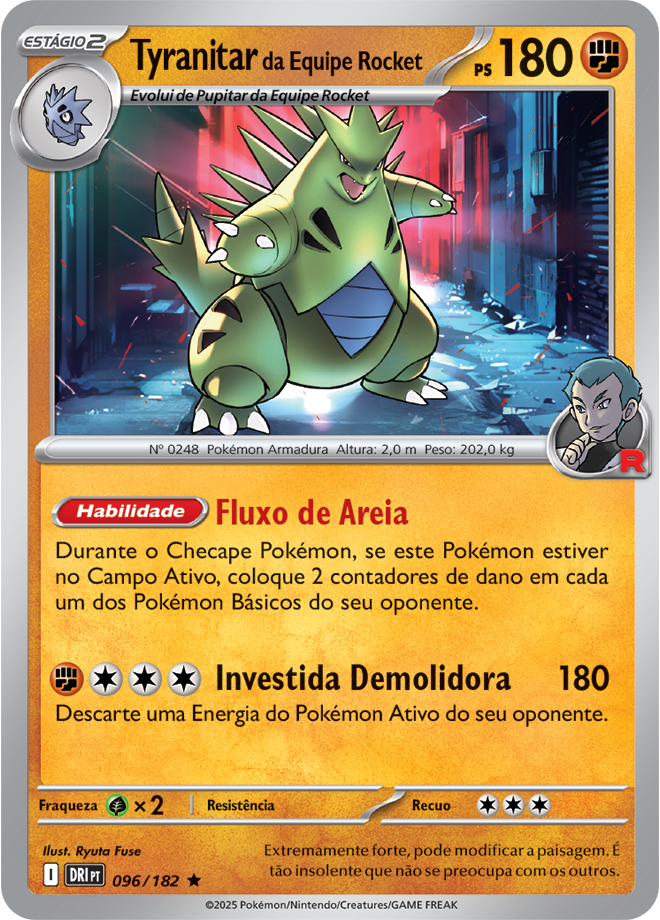 ESTÁGIO 2
Tyranitar da Equipe Rocket
PS 180
Evolui de Pupitar da Equipe Rocket
Nº 0248 Pokémon Armadura Altura: 2,0 m Peso: 202,0 kg
R
Habilidade Fluxo de Areia
Durante o Checape Pokémon, se este Pokémon estiver
no Campo Ativo, coloque 2 contadores de dano em cada
um dos Pokémon Básicos do seu oponente.
Investida Demolidora 180
Descarte uma Energia do Pokémon Ativo do seu oponente.
Fraqueza × 2 Resistência Recuo
Ilust. Ryuta Fuse
I DRI PT 096/182 ★
Extremamente forte, pode modificar a paisagem. É
tão insolente que não se preocupa com os outros.
©2025 Pokémon/Nintendo/Creatures/GAME FREAK